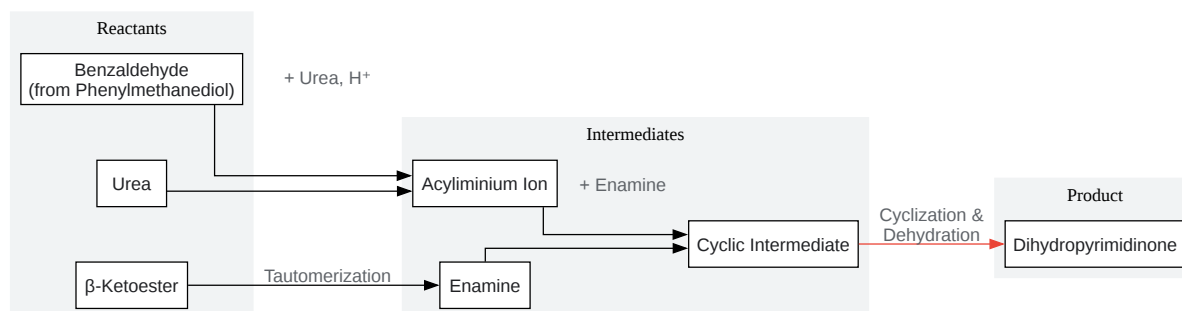 Reactants
Benzaldehyde
(from Phenylmethanediol)
+ Urea, H⁺
Intermediates
Urea
Acyliminium Ion
+ Enamine
Product
Cyclization &
Dehydration
Cyclic Intermediate
Dihydropyrimidinone
β-Ketoester
Tautomerization
Enamine